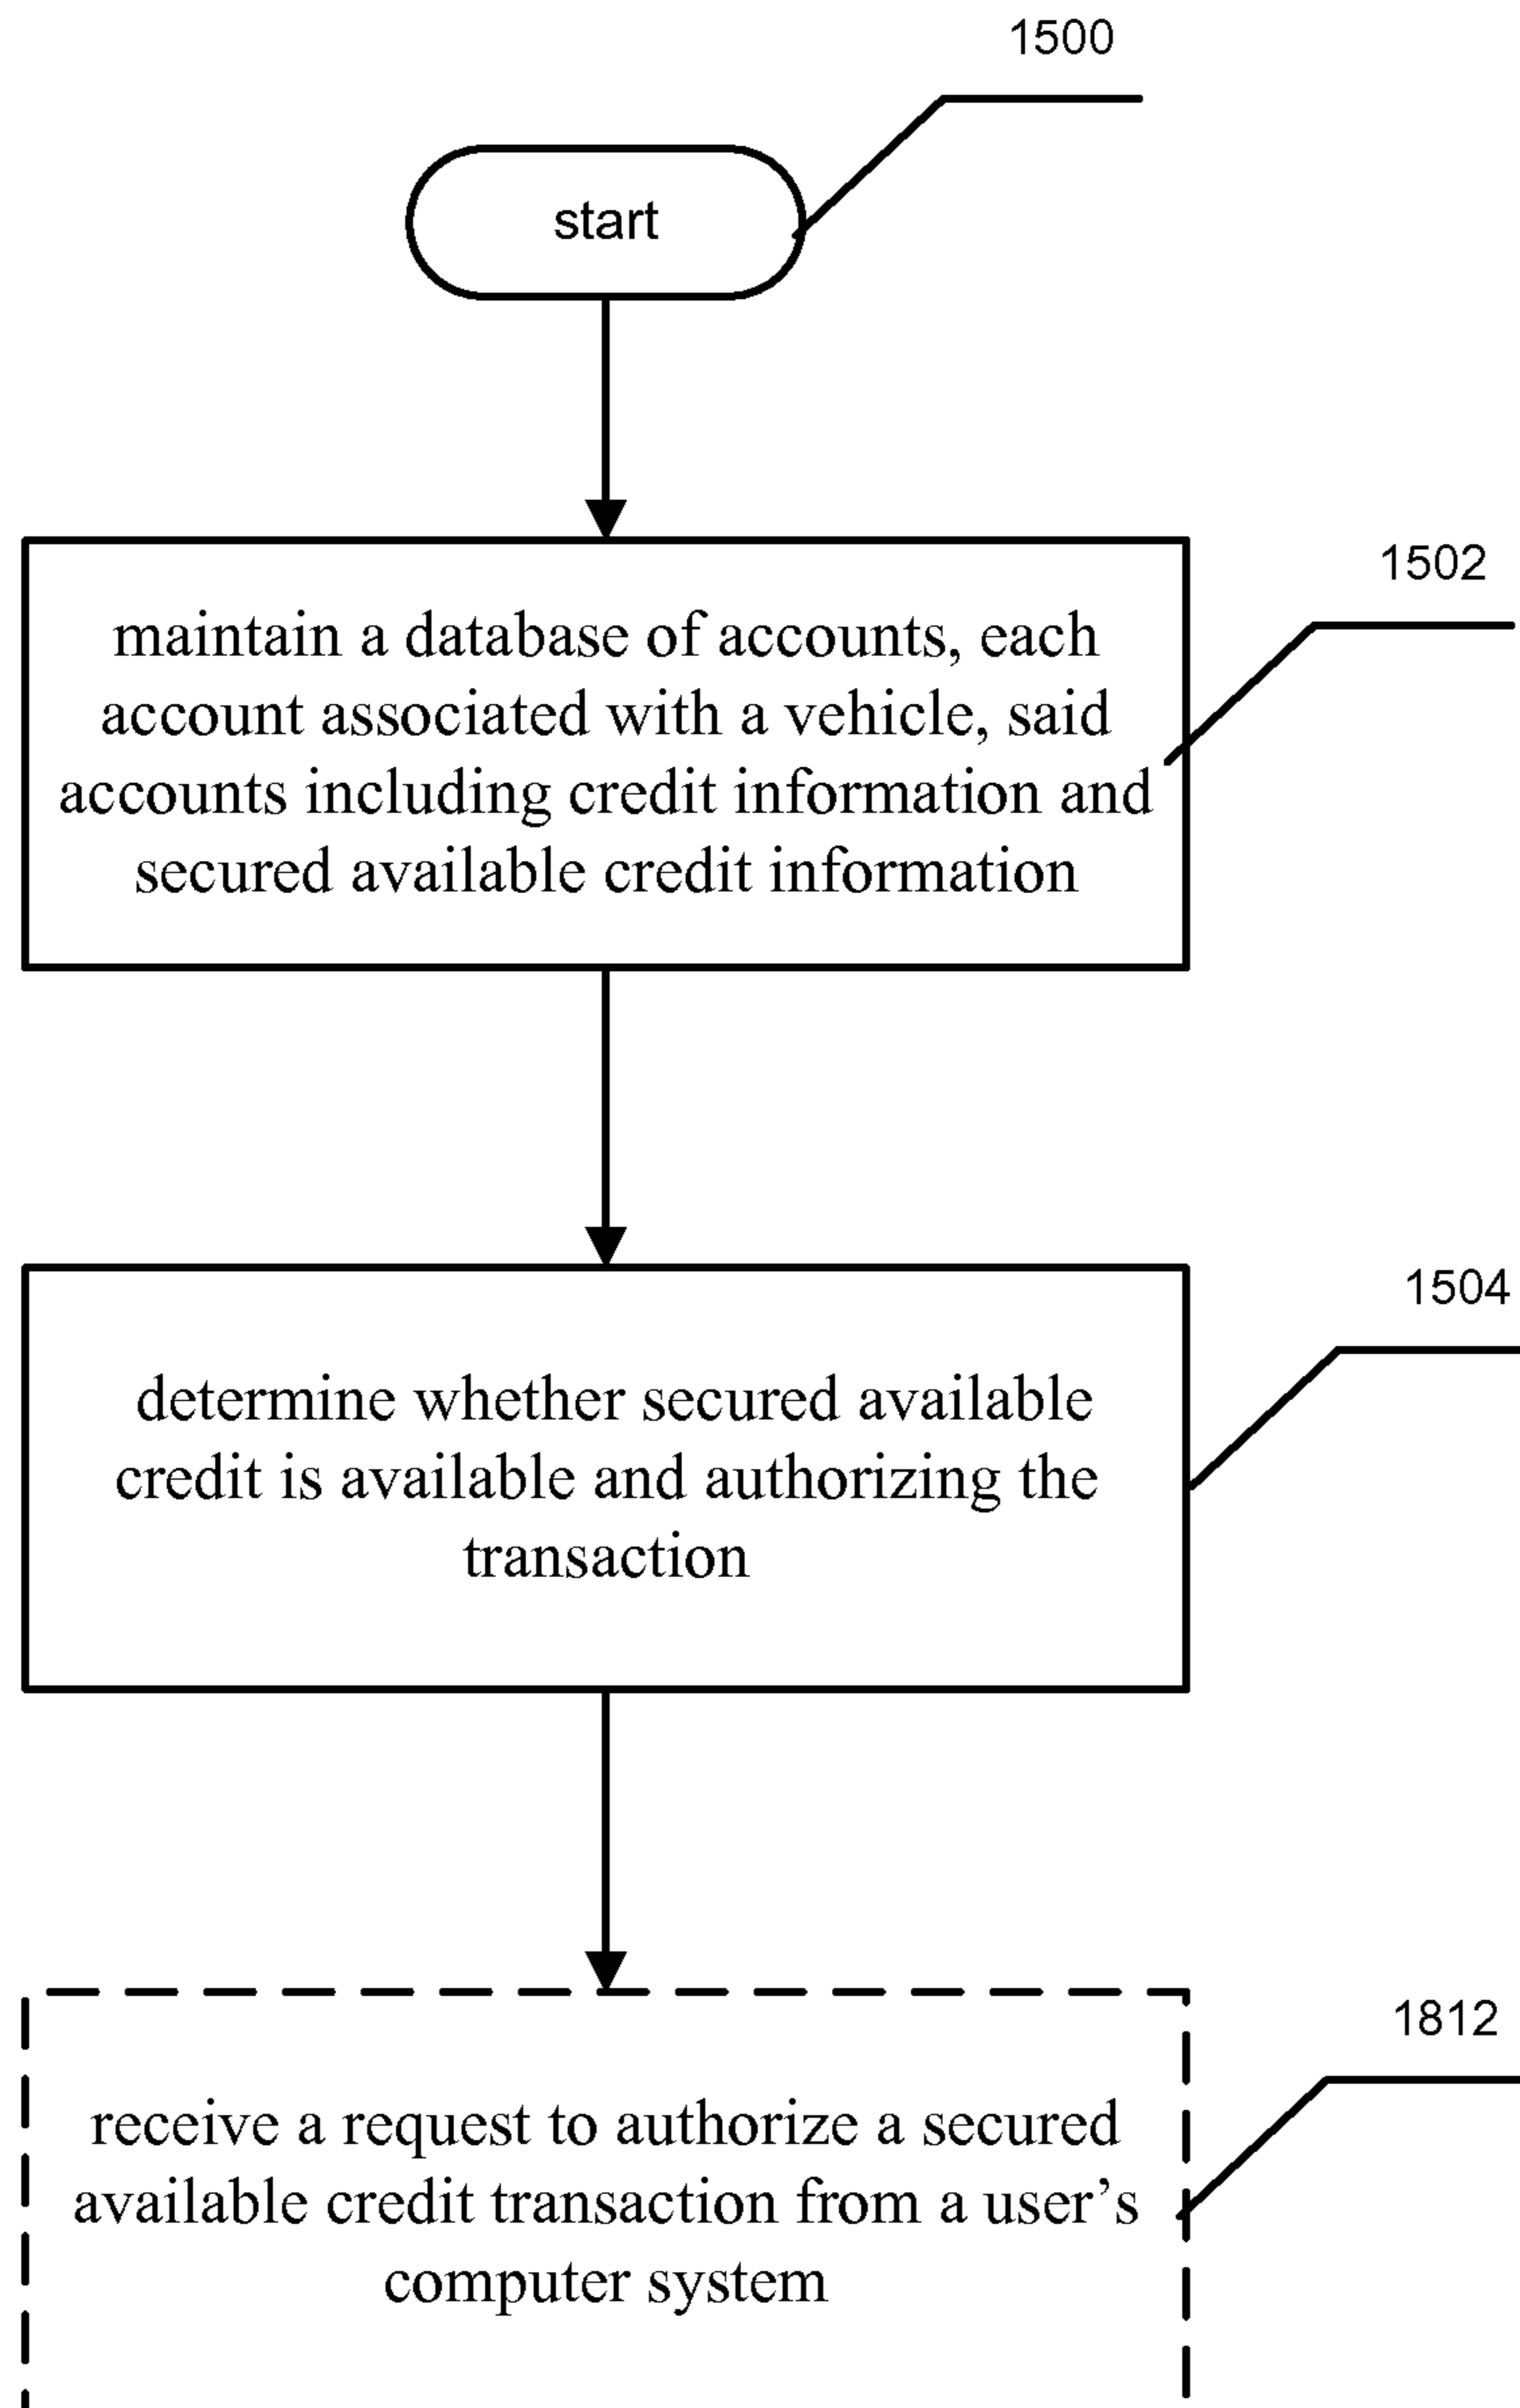 1500
start
1502
maintain a database of accounts, each
account associated with a vehicle, said
accounts including credit information and
secured available credit information
1504
determine whether secured available
credit is available and authorizing the
transaction
1812
receive a request to authorize a secured
available credit transaction from a user’s
computer system